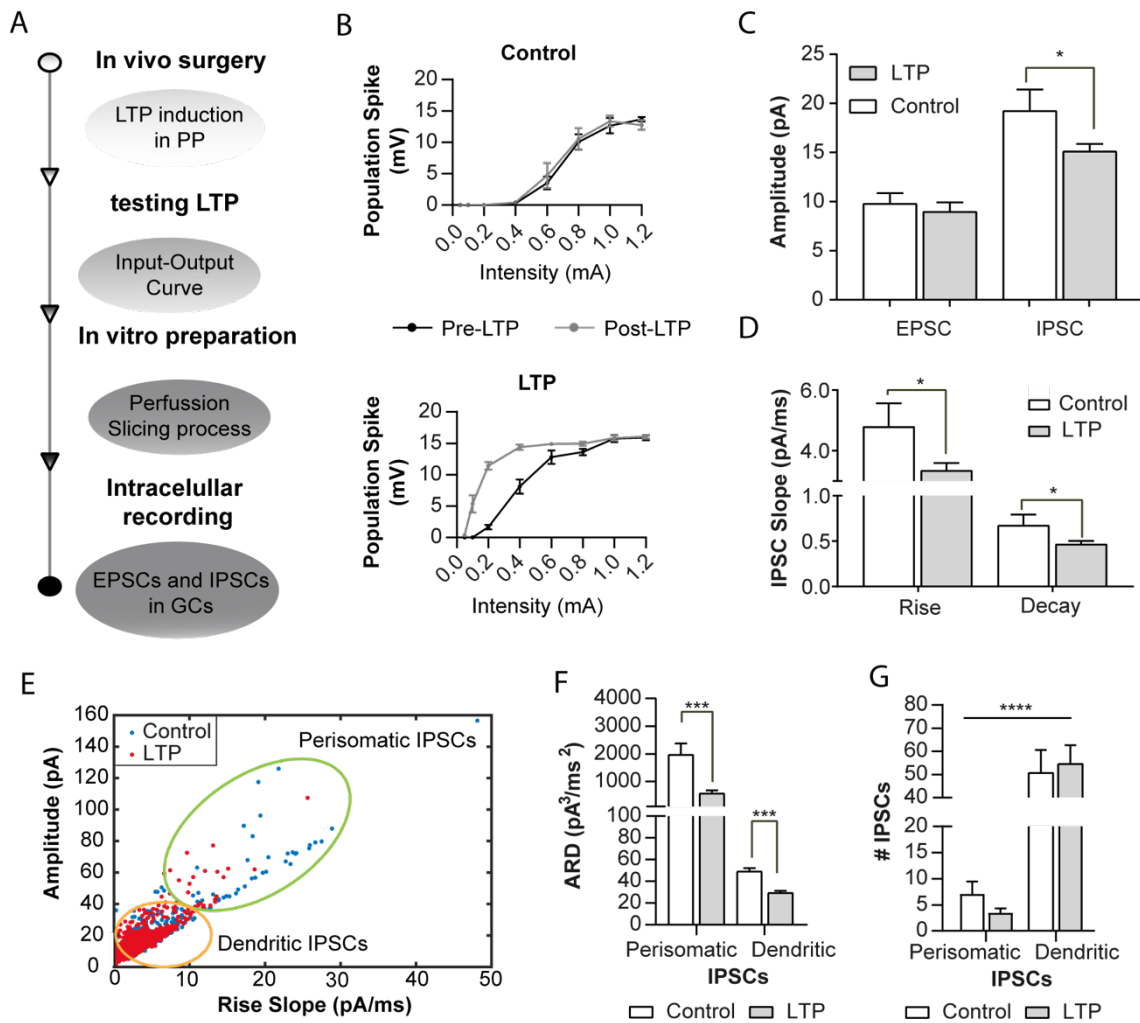 A
In vivo surgery
LTP induction
in PP
testing LTP
Input-Output
Curve
In vitro preparation
Perfussion
Slicing process
Intracelullar
recording
EPSCs and IPSCs
in GCs
B
Control
Population Spike
(mV)
20
15
10
5
0
0.0
0.2
0.4
0.6
0.8
1.0
1.2
Intensity (mA)
Pre-LTP
Post-LTP
LTP
Population Spike
(mV)
20
15
10
5
0
0.0
0.2
0.4
0.6
0.8
1.0
1.2
Intensity (mA)
C
Amplitude (pA)
25
20
15
10
5
0
LTP
Control
*
EPSC
IPSC
D
IPSC Slope (pA/ms)
6.0
4.0
1.0
0.5
0.0
*
*
Control
LTP
Rise
Decay
E
Amplitude (pA)
160
140
120
100
80
60
40
20
0
Control
LTP
Perisomatic IPSCs
Dendritic IPSCs
0
10
20
30
40
50
Rise Slope (pA/ms)
F
ARD (pA3/ms 2)
4000
3000
2000
1000
100
80
60
40
20
0
***
***
Perisomatic
Dendritic
IPSCs
Control
LTP
G
# IPSCs
80
70
60
50
40
20
15
10
5
0
****
Perisomatic
Dendritic
IPSCs
Control
LTP